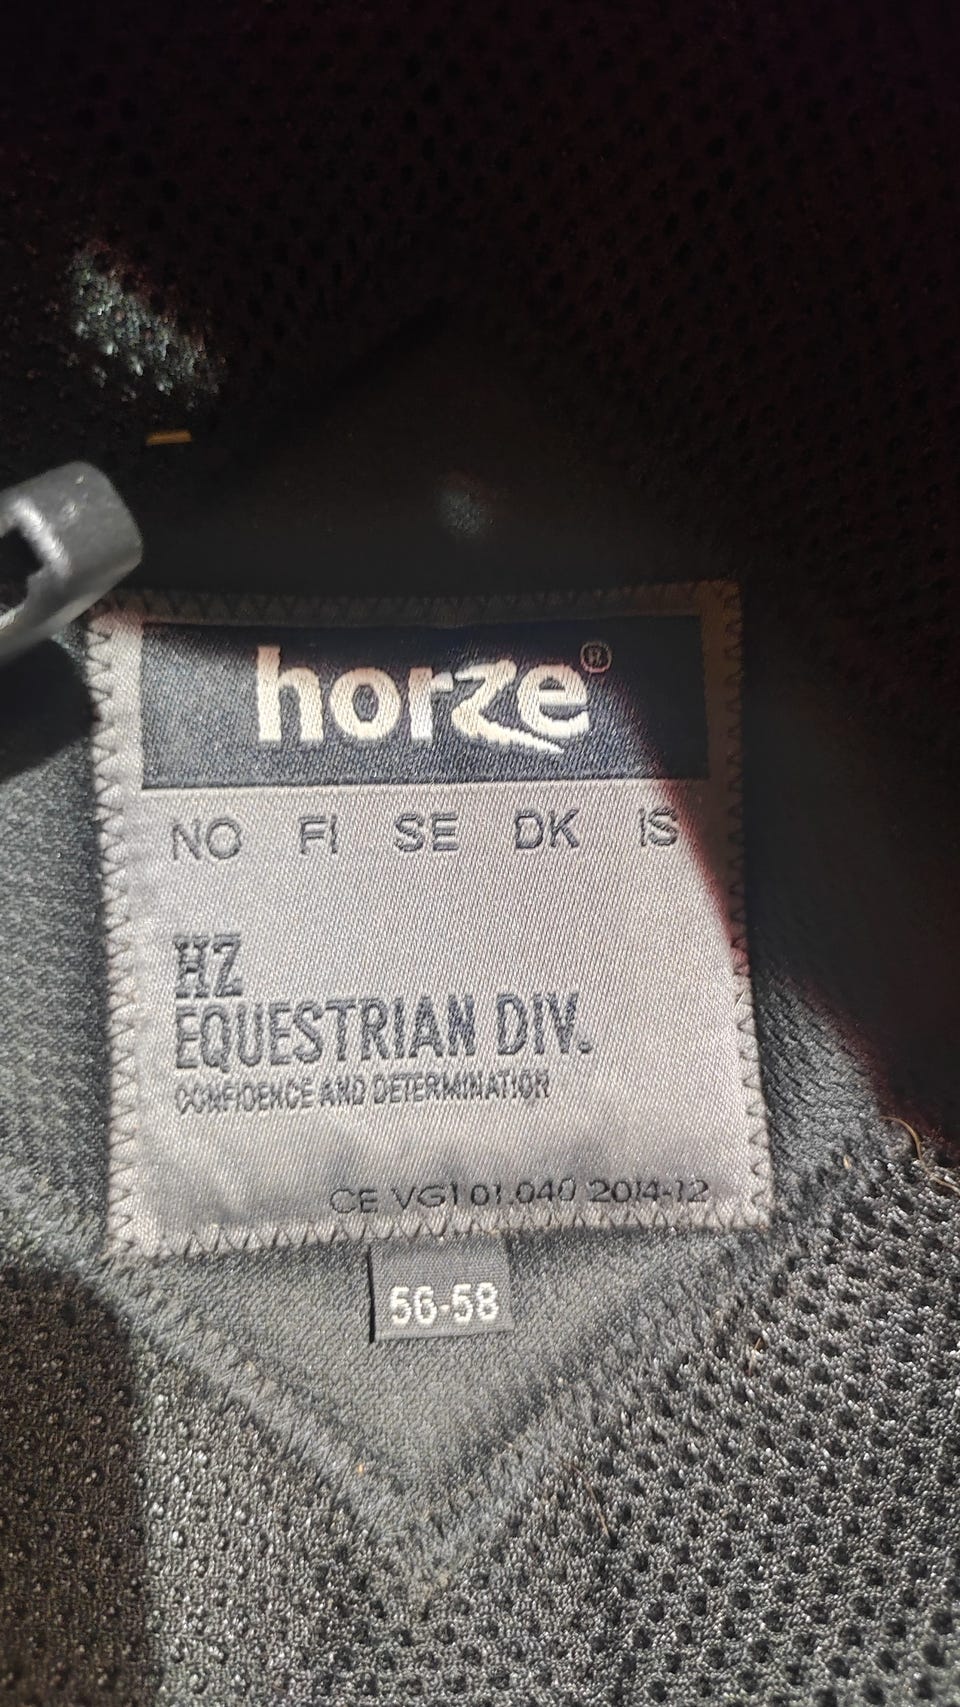 horze®
NO FI SE DK IS
HZ
EQUESTRIAN DIV.
CONFIDENCE AND DETERMINATION
CE VG1 01.040 2014-12
56-58